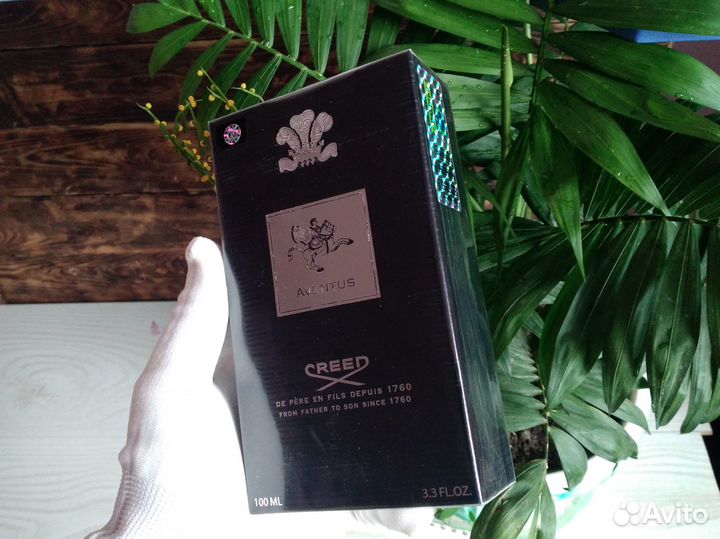 AVENTUS
CREED
DE PÈRE EN FILS DEPUIS 1760
FROM FATHER TO SON SINCE 1760
100 ML
3.3 FL.OZ.
Avito